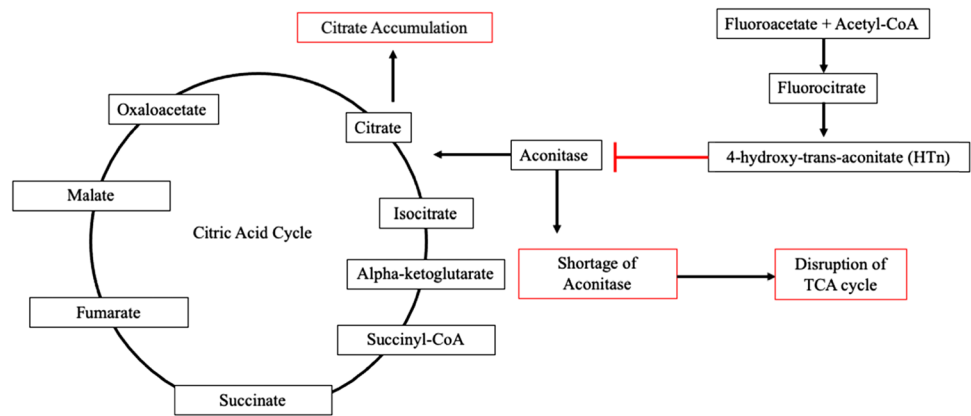 Citrate Accumulation
Fluoroacetate + Acetyl-CoA
Fluorocitrate
Oxaloacetate
Citrate
Aconitase
4-hydroxy-trans-aconitate (HTn)
Malate
Isocitrate
Citric Acid Cycle
Alpha-ketoglutarate
Shortage of
Aconitase
Disruption of
TCA cycle
Fumarate
Succinyl-CoA
Succinate